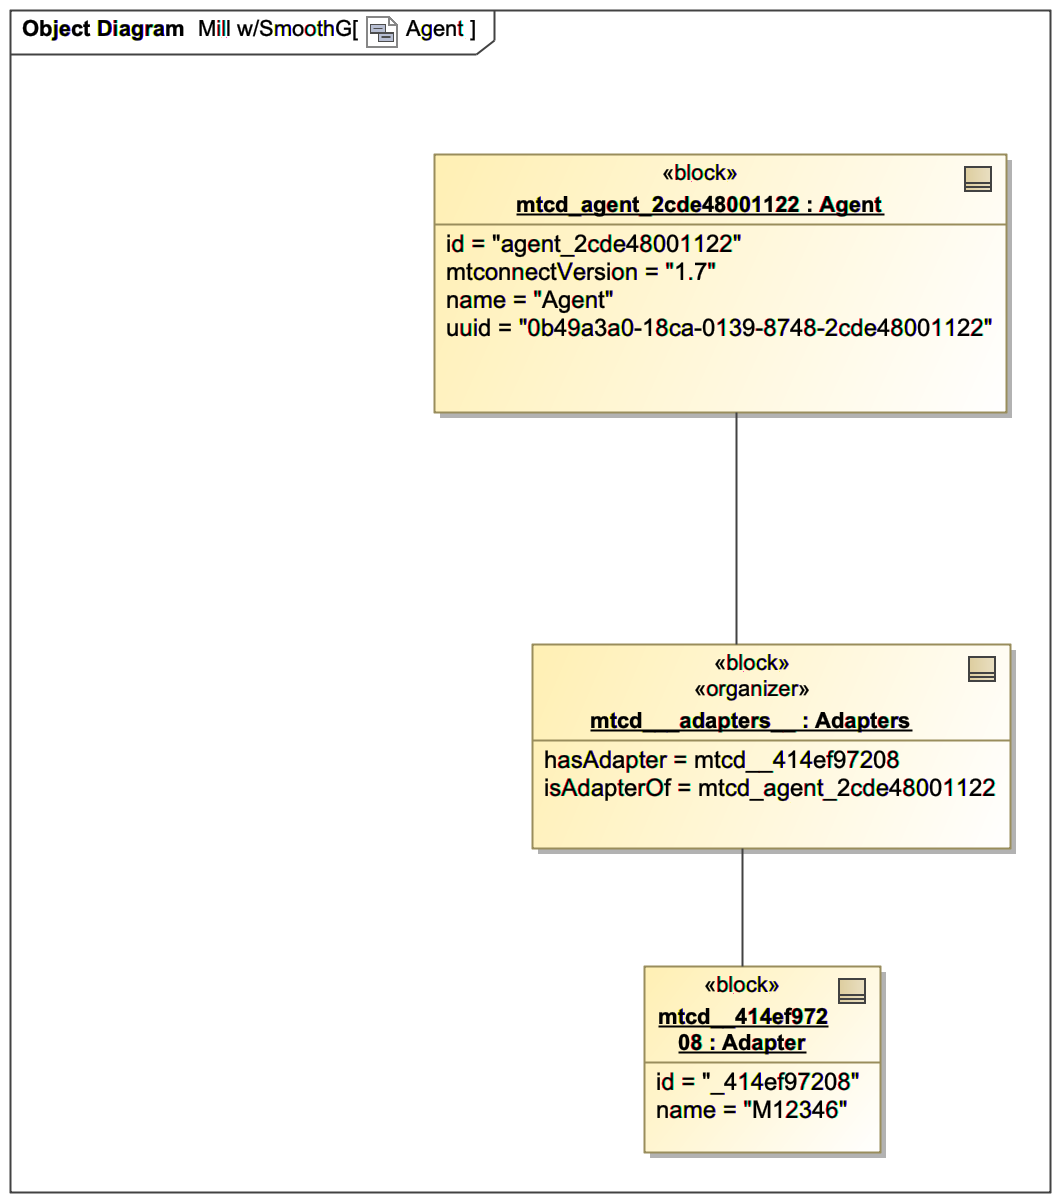 Object Diagram Mill w/SmoothG[ Agent ]
«block»
mtcd_agent_2cde48001122 : Agent
id = "agent_2cde48001122"
mtconnectVersion = "1.7"
name = "Agent"
uuid = "0b49a3a0-18ca-0139-8748-2cde48001122"
«block»
«organizer»
mtcd___adapters__ : Adapters
hasAdapter = mtcd__414ef97208
isAdapterOf = mtcd_agent_2cde48001122
«block»
mtcd__414ef972
08 : Adapter
id = "_414ef97208"
name = "M12346"